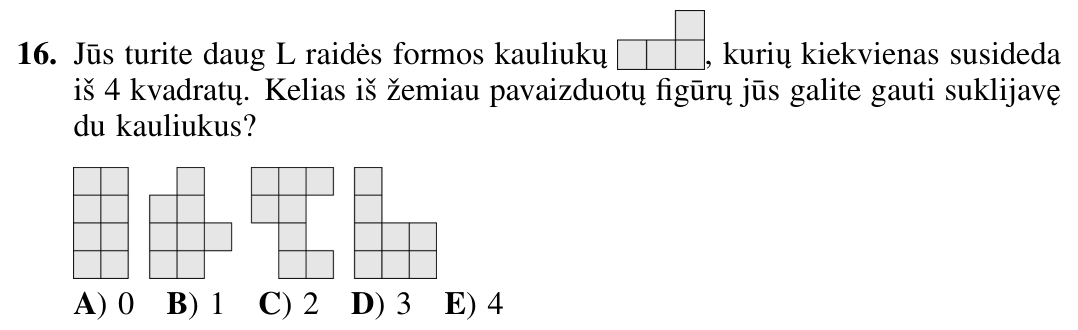 16. Jūs turite daug L raidės formos kauliukų , kurių kiekvienas susideda
iš 4 kvadratų. Kelias iš žemiau pavaizduotų figūrų jūs galite gauti suklijavę
du kauliukus?
A) 0 B) 1 C) 2 D) 3 E) 4